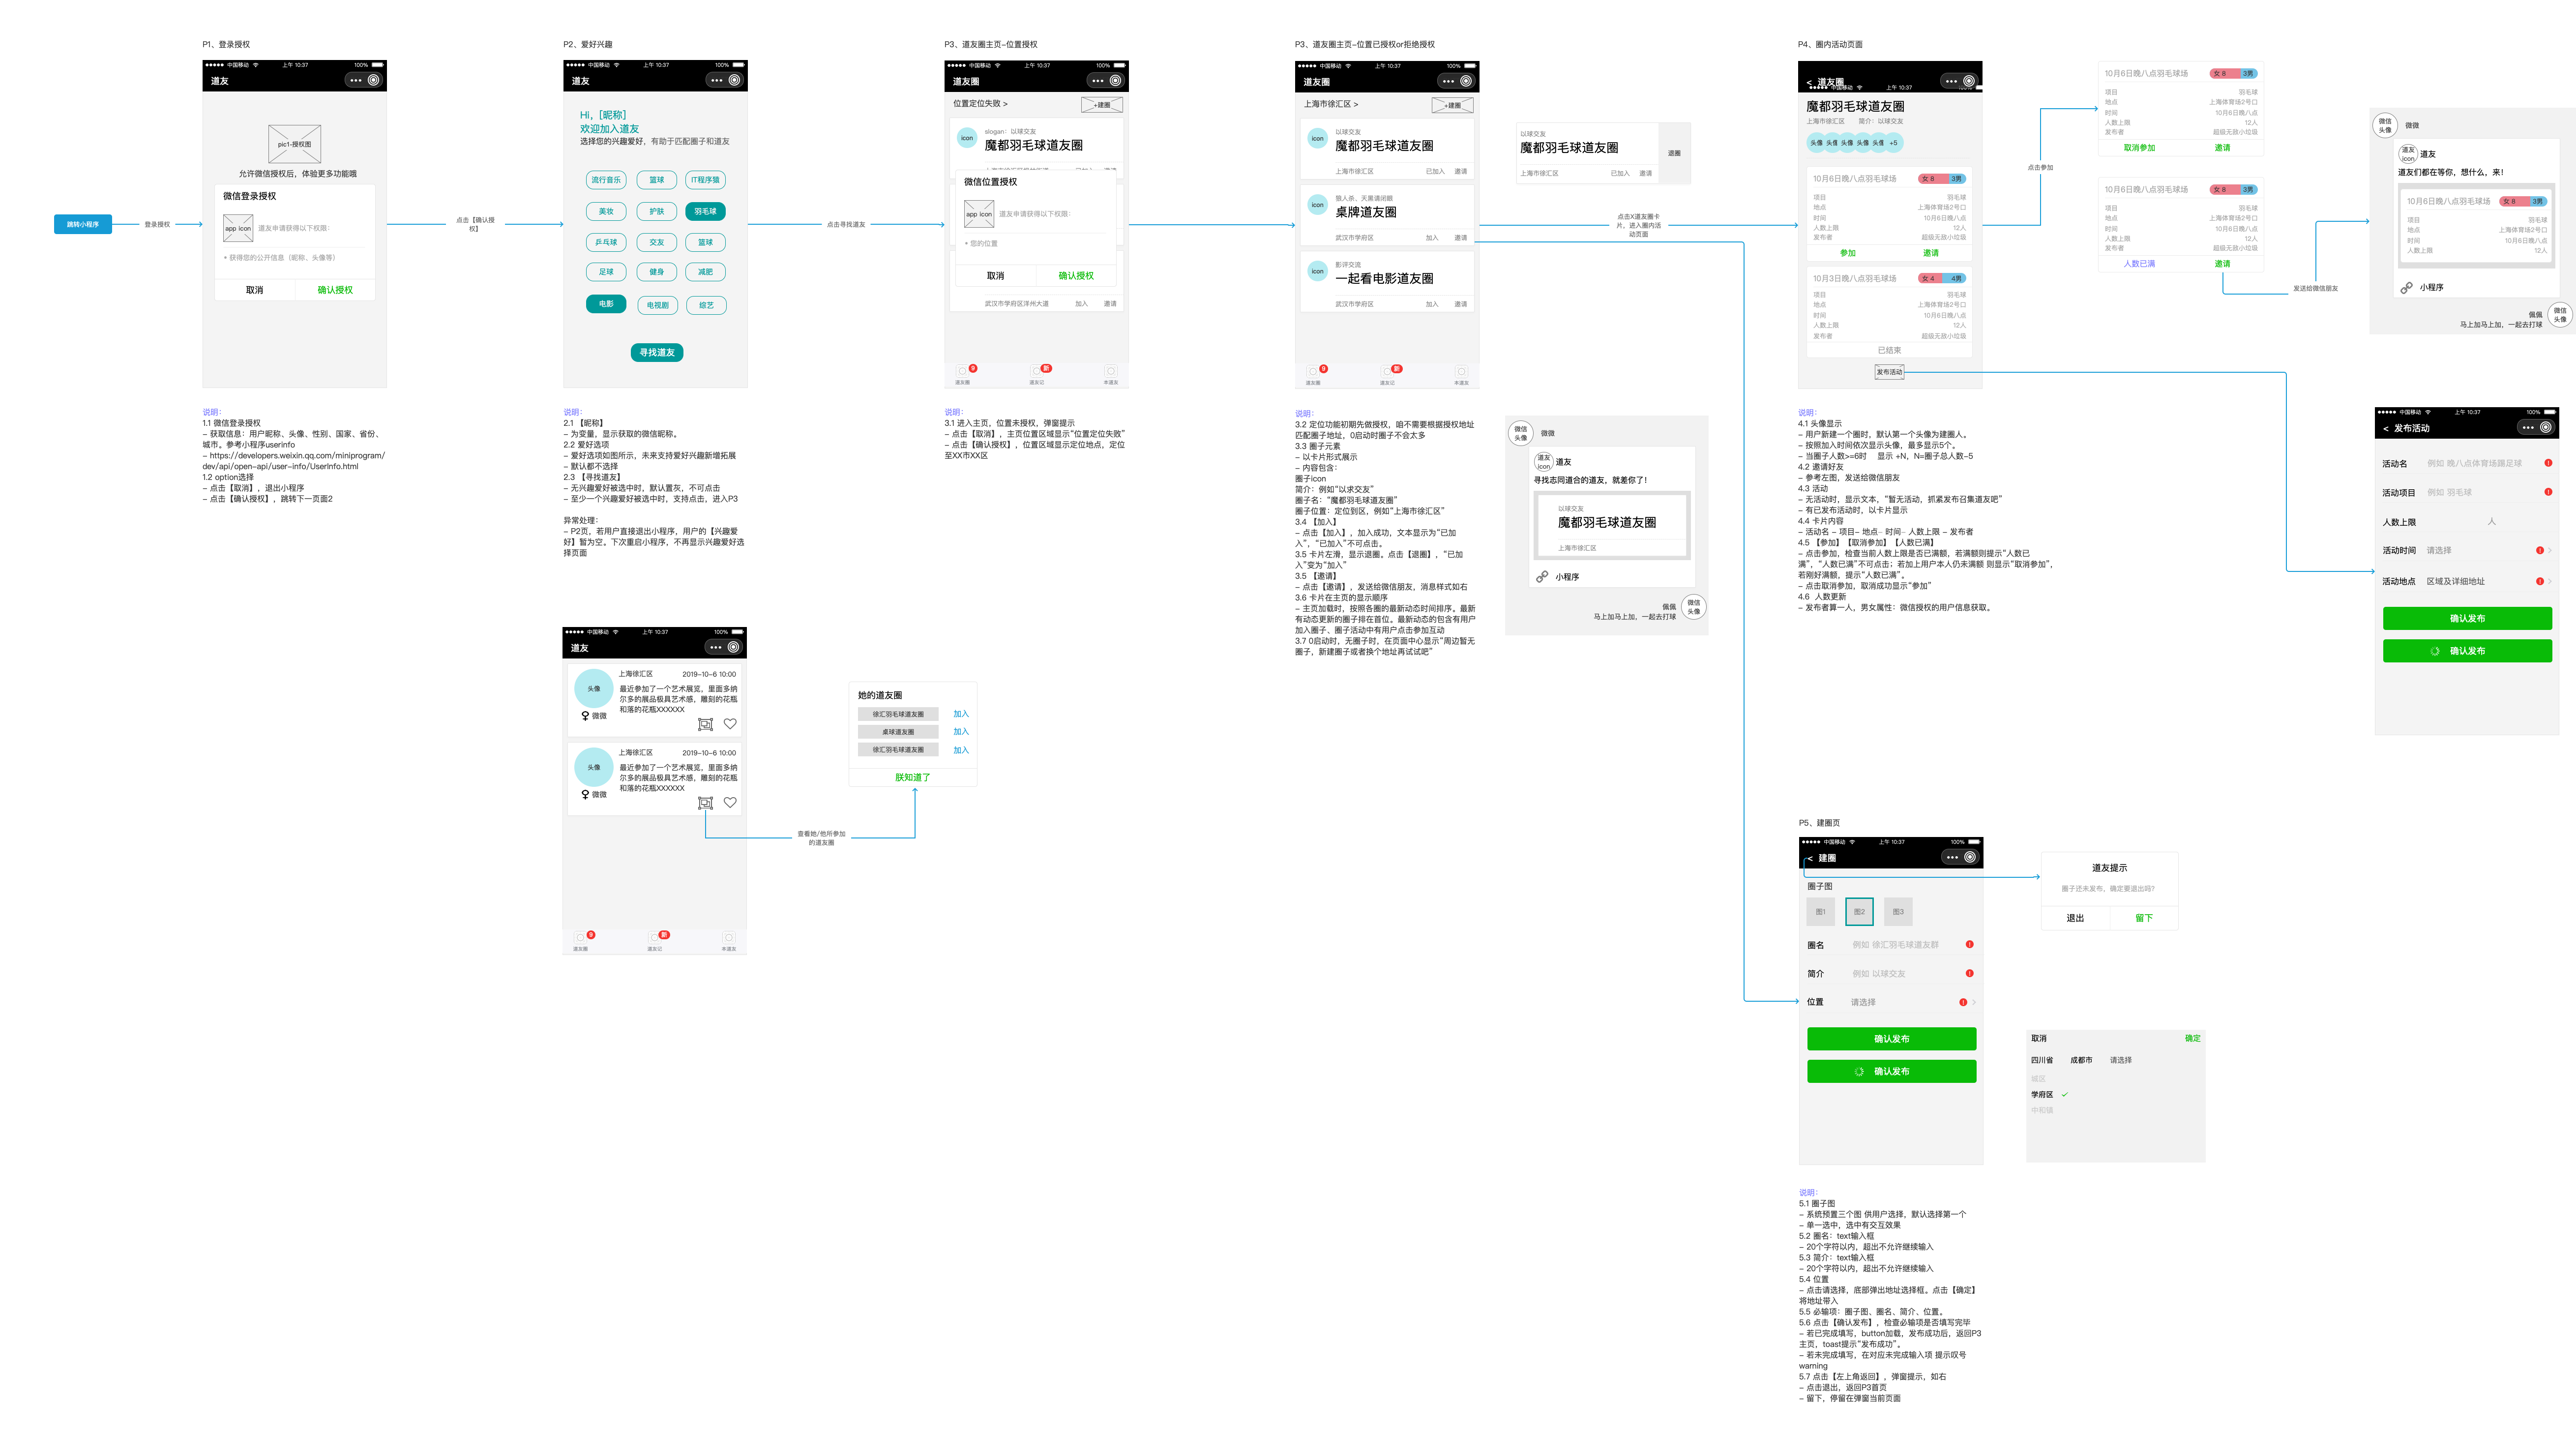 P1、登录授权
中国移动 上午 10:37 100%
道友
pic1-授权图
允许微信授权后，体验更多功能哦
微信登录授权
app icon 道友申请获得以下权限：
• 获得您的公开信息（昵称、头像等）
取消 确认授权
跳转小程序
登录授权
说明：
1.1 微信登录授权
- 获取信息：用户昵称、头像、性别、国家、省份、
城市。参考小程序userinfo
- https://developers.weixin.qq.com/miniprogram/
dev/api/open-api/user-info/UserInfo.html
1.2 option选择
- 点击【取消】，退出小程序
- 点击【确认授权】，跳转下一页面2
点击【确认授
权】
P2、爱好兴趣
中国移动 上午 10:37 100%
道友
Hi，[昵称]
欢迎加入道友
选择您的兴趣爱好，有助于匹配圈子和道友
流行音乐 篮球 IT程序猿
美妆 护肤 羽毛球
乒乓球 交友 篮球
足球 健身 减肥
电影 电视剧 综艺
寻找道友
说明：
2.1 【昵称】
- 为变量，显示获取的微信昵称。
2.2 爱好选项
- 爱好选项如图所示，未来支持爱好兴趣新增拓展
- 默认都不选择
2.3 【寻找道友】
- 无兴趣爱好被选中时，默认置灰，不可点击
- 至少一个兴趣爱好被选中时，支持点击，进入P3
异常处理：
- P2页，若用户直接退出小程序，用户的【兴趣爱
好】暂为空。下次重启小程序，不再显示兴趣爱好选
择页面
点击寻找道友
中国移动 上午 10:37 100%
道友
头像
微微
上海徐汇区 2019-10-6 10:00
最近参加了一个艺术展览，里面多纳
尔多的展品极具艺术感，雕刻的花瓶
和落的花瓶XXXXXX
头像
微微
上海徐汇区 2019-10-6 10:00
最近参加了一个艺术展览，里面多纳
尔多的展品极具艺术感，雕刻的花瓶
和落的花瓶XXXXXX
9 新
道友圈 道友记 本道友
查看她/他所参加
的道友圈
她的道友圈
徐汇羽毛球道友圈 加入
桌球道友圈 加入
徐汇羽毛球道友圈 加入
朕知道了
P3、道友圈主页-位置授权
中国移动 上午 10:37 100%
道友圈
位置定位失败 > +建圈
icon
slogan：以球交友
魔都羽毛球道友圈
微信位置授权
app icon 道友申请获得以下权限：
• 您的位置
取消 确认授权
武汉市学府区洋州大道 加入 邀请
9 新
道友圈 道友记 本道友
说明：
3.1 进入主页，位置未授权，弹窗提示
- 点击【取消】，主页位置区域显示“位置定位失败”
- 点击【确认授权】，位置区域显示定位地点，定位
至XX市XX区
P3、道友圈主页-位置已授权or拒绝授权
中国移动 上午 10:37 100%
道友圈
上海市徐汇区 > +建圈
icon
以球交友
魔都羽毛球道友圈
上海市徐汇区 已加入 邀请
icon
狼人杀，天黑请闭眼
桌牌道友圈
武汉市学府区 加入 邀请
icon
影评交流
一起看电影道友圈
武汉市学府区 加入 邀请
9 新
道友圈 道友记 本道友
说明：
3.2 定位功能初期先做授权，咱不需要根据授权地址
匹配圈子地址，0启动时圈子不会太多
3.3 圈子元素
- 以卡片形式展示
- 内容包含：
圈子icon
简介：例如“以求交友”
圈子名：“魔都羽毛球道友圈”
圈子位置：定位到区，例如“上海市徐汇区”
3.4 【加入】
- 点击【加入】，加入成功，文本显示为“已加
入”，“已加入”不可点击。
3.5 卡片左滑，显示退圈。点击【退圈】，“已加
入”变为“加入”
3.5 【邀请】
- 点击【邀请】，发送给微信朋友，消息样式如右
3.6 卡片在主页的显示顺序
- 主页加载时，按照各圈的最新动态时间排序。最新
有动态更新的圈子排在首位。最新动态的包含有用户
加入圈子、圈子活动中有用户点击参加互动
3.7 0启动时，无圈子时，在页面中心显示“周边暂无
圈子，新建圈子或者换个地址再试试吧”
以球交友
魔都羽毛球道友圈
上海市徐汇区 已加入 邀请
退圈
点击X道友圈卡
片，进入圈内活
动页面
微信
头像
微微
道友
icon
道友
寻找志同道合的道友，就差你了！
以球交友
魔都羽毛球道友圈
上海市徐汇区
小程序
佩佩
马上加马上加，一起去打球
微信
头像
P4、圈内活动页面
< 道友圈
中国移动 上午 10:37
魔都羽毛球道友圈
上海市徐汇区 简介：以球交友
头像 头像 头像 头像 头像 +5
10月6日晚八点羽毛球场 女 8 3男
项目 羽毛球
地点 上海体育场2号口
时间 10月6日晚八点
人数上限 12人
发布者 超级无敌小垃圾
参加 邀请
10月3日晚八点羽毛球场 女 4 4男
项目 羽毛球
地点 上海体育场2号口
时间 10月6日晚八点
人数上限 12人
发布者 超级无敌小垃圾
已结束
发布活动
说明：
4.1 头像显示
- 用户新建一个圈时，默认第一个头像为建圈人。
- 按照加入时间依次显示头像，最多显示5个。
- 当圈子人数>=6时 显示 +N，N=圈子总人数-5
4.2 邀请好友
- 参考左图，发送给微信朋友
4.3 活动
- 无活动时，显示文本，“暂无活动，抓紧发布召集道友吧”
- 有已发布活动时，以卡片显示
4.4 卡片内容
- 活动名 - 项目- 地点- 时间- 人数上限 - 发布者
4.5 【参加】【取消参加】【人数已满】
- 点击参加，检查当前人数上限是否已满额，若满额则提示“人数已
满”，“人数已满”不可点击；若加上用户本人仍未满额 则显示“取消参加”，
若刚好满额，提示“人数已满”。
- 点击取消参加，取消成功显示“参加”
4.6 人数更新
- 发布者算一人，男女属性：微信授权的用户信息获取。
点击参加
10月6日晚八点羽毛球场 女 8 3男
项目 羽毛球
地点 上海体育场2号口
时间 10月6日晚八点
人数上限 12人
发布者 超级无敌小垃圾
取消参加 邀请
10月6日晚八点羽毛球场 女 8 3男
项目 羽毛球
地点 上海体育场2号口
时间 10月6日晚八点
人数上限 12人
发布者 超级无敌小垃圾
人数已满 邀请
发送给微信朋友
微信
头像
微微
道友
icon
道友
道友们都在等你，想什么，来！
10月6日晚八点羽毛球场 女 8 3男
项目 羽毛球
地点 上海体育场2号口
时间 10月6日晚八点
人数上限 12人
小程序
佩佩
马上加马上加，一起去打球
微信
头像
中国移动 上午 10:37 100%
< 发布活动
活动名 例如 晚八点体育场踢足球
活动项目 例如 羽毛球
人数上限 人
活动时间 请选择
活动地点 区域及详细地址
确认发布
确认发布
P5、建圈页
中国移动 上午 10:37 100%
< 建圈
圈子图
图1 图2 图3
圈名 例如 徐汇羽毛球道友群
简介 例如 以球交友
位置 请选择
确认发布
确认发布
道友提示
圈子还未发布，确定要退出吗？
退出 留下
取消 确定
四川省 成都市 请选择
城区
学府区
中和镇
说明：
5.1 圈子图
- 系统预置三个图 供用户选择，默认选择第一个
- 单一选中，选中有交互效果
5.2 圈名：text输入框
- 20个字符以内，超出不允许继续输入
5.3 简介：text输入框
- 20个字符以内，超出不允许继续输入
5.4 位置
- 点击请选择，底部弹出地址选择框。点击【确定】
将地址带入
5.5 必输项：圈子图、圈名、简介、位置。
5.6 点击【确认发布】，检查必输项是否填写完毕
- 若已完成填写，button加载，发布成功后，返回P3
主页，toast提示“发布成功”。
- 若未完成填写，在对应未完成输入项 提示叹号
warning
5.7 点击【左上角返回】，弹窗提示，如右
- 点击退出，返回P3首页
- 留下，停留在弹窗当前页面